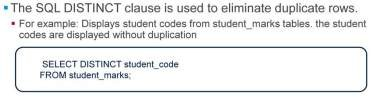 ▪ The SQL DISTINCT clause is used to eliminate duplicate rows.
▪ For example: Displays student codes from student_marks tables. the student
codes are displayed without duplication
SELECT DISTINCT student_code
FROM student_marks;